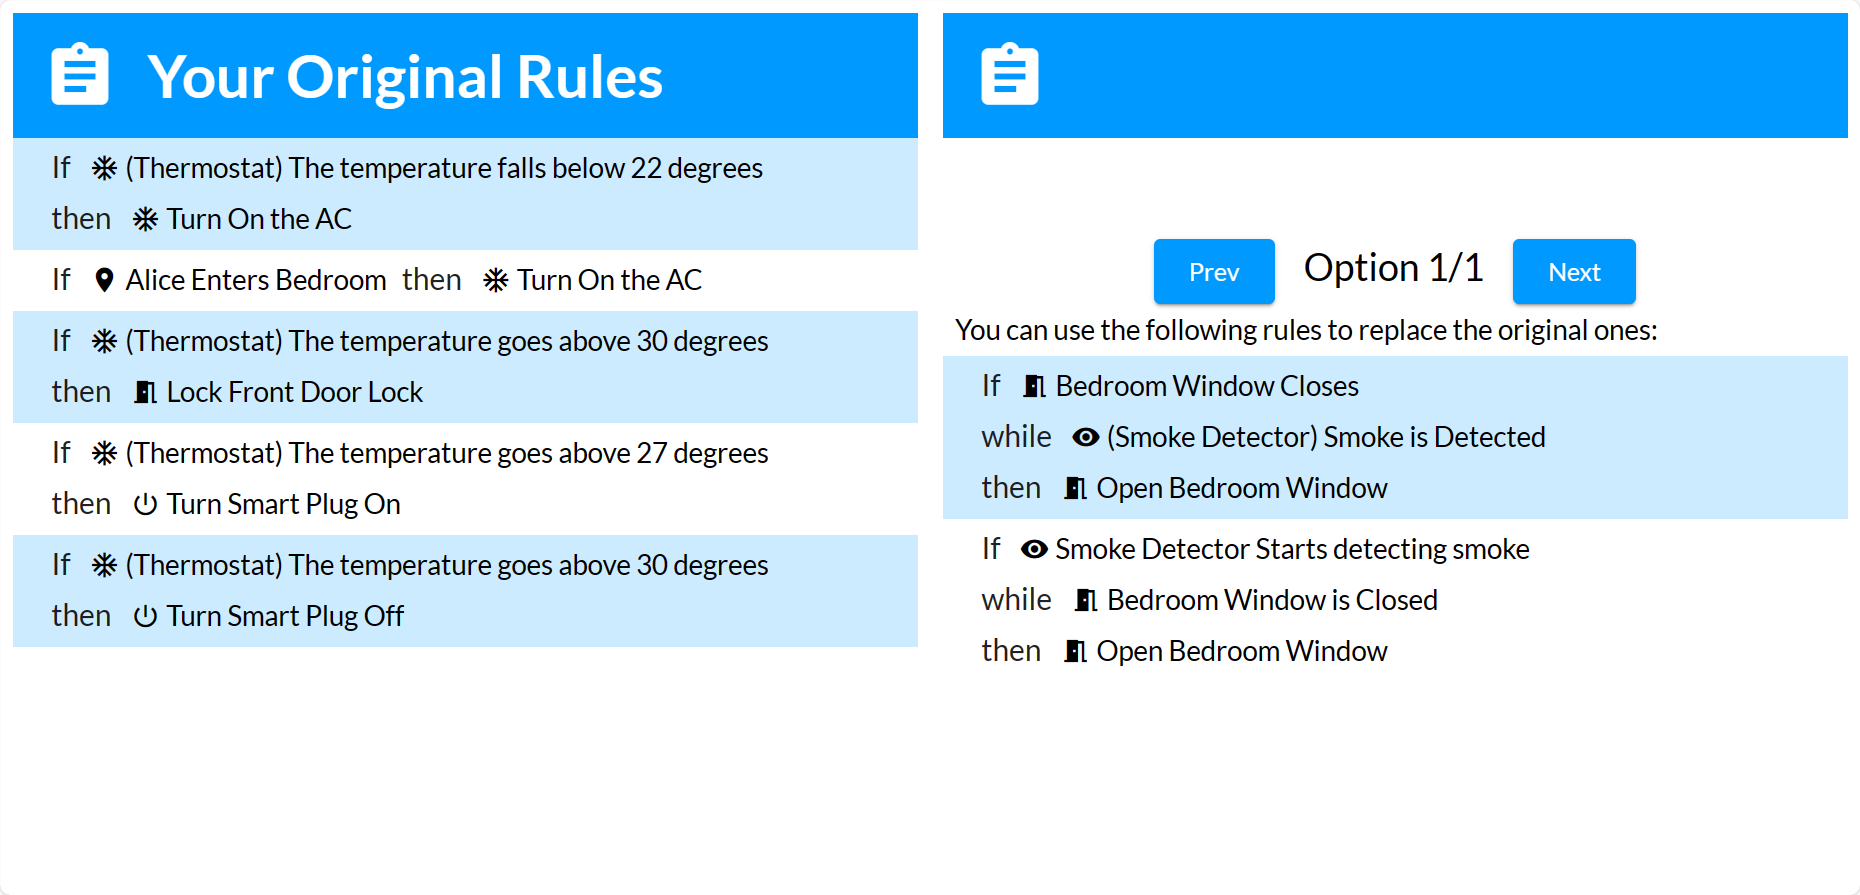 Your Original Rules
If (Thermostat) The temperature falls below 22 degrees
then Turn On the AC
If Alice Enters Bedroom then Turn On the AC
If (Thermostat) The temperature goes above 30 degrees
then Lock Front Door Lock
If (Thermostat) The temperature goes above 27 degrees
then Turn Smart Plug On
If (Thermostat) The temperature goes above 30 degrees
then Turn Smart Plug Off
Prev Option 1/1 Next
You can use the following rules to replace the original ones:
If Bedroom Window Closes
while (Smoke Detector) Smoke is Detected
then Open Bedroom Window
If Smoke Detector Starts detecting smoke
while Bedroom Window is Closed
then Open Bedroom Window